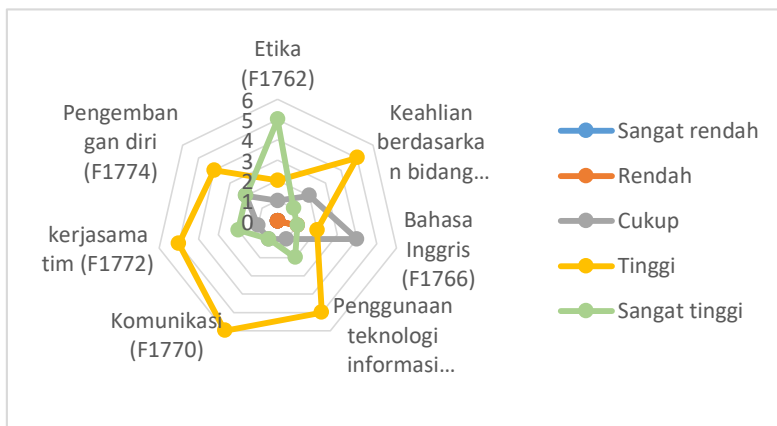 Etika
(F1762)
Keahlian
berdasarkan
n bidang...
Bahasa
Inggris
(F1766)
Penggunaan
teknologi
informasi...
Komunikasi
(F1770)
kerjasama
tim (F1772)
Pengemban
gan diri
(F1774)
6
5
4
3
2
1
0
Sangat rendah
Rendah
Cukup
Tinggi
Sangat tinggi